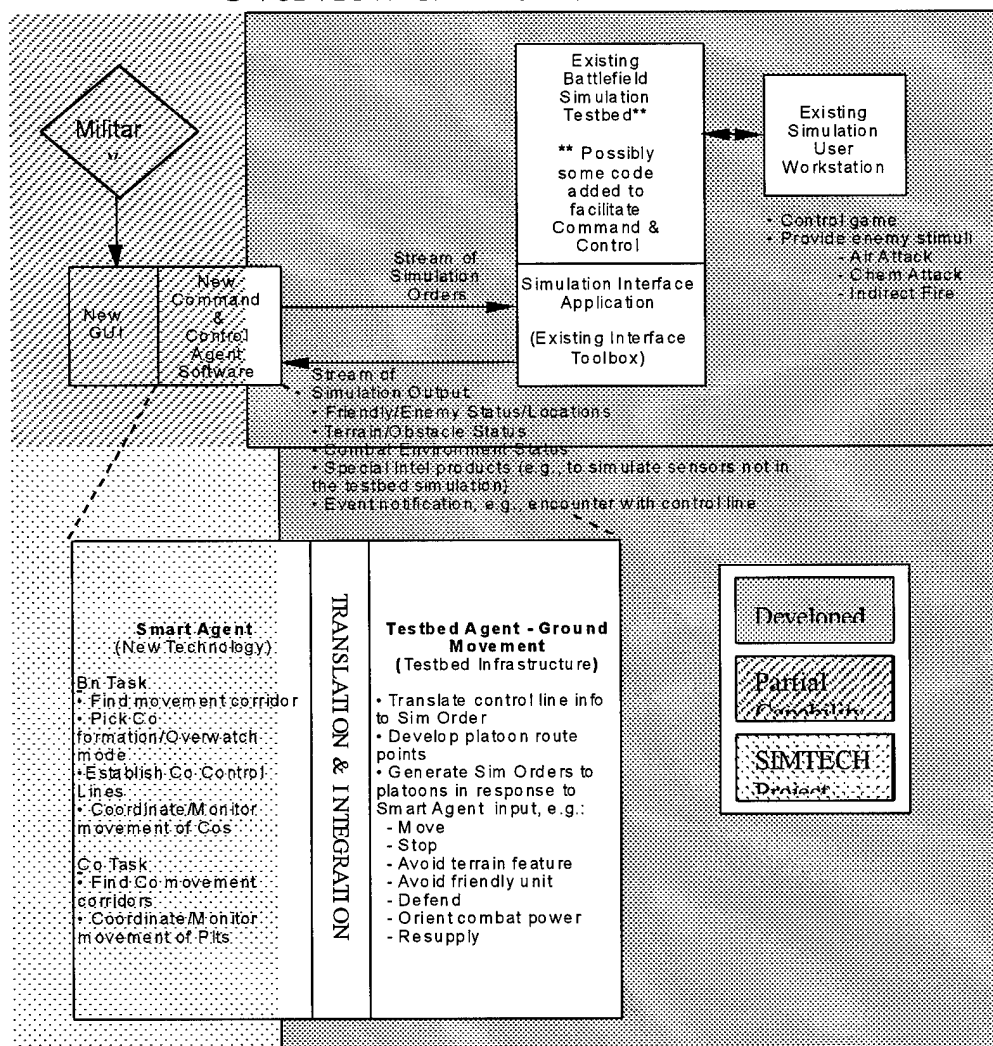 Militar
Existing
Battlefield
Simulation
Testbed**
** Possibly
some code
added to
facilitate
Command &
Control
Existing
Simulation
User
Workstation
• Control game
• Provide enemy stimuli
- Air Attack
- Chem Attack
- Indirect Fire
Stream of
Simulation
Orders
New
GUI
New
Command
&
Control
Agent
Software
Simulation Interface
Application
(Existing Interface
Toolbox)
Stream of
Simulation Output
• Friendly/Enemy Status/Locations
• Terrain/Obstacle Status
• Combat Environment Status
• Special Intel products (e.g., to simulate sensors not in
the testbed simulation)
• Event notification, e.g., encounter with control line
Smart Agent
(New Technology)
Bn Task
• Find movement corridor
• Pick Co
formation/Overwatch
mode
•Establish Co Control
Lines
• Coordinate/Monitor
movement of Cos
Co Task
• Find Co movement
corridors
• Coordinate/Monitor
movement of Plts
TRANSLATION & INTEGRATION
Testbed Agent - Ground
Movement
(Testbed Infrastructure)
• Translate control line info
to Sim Order
• Develop platoon route
points
• Generate Sim Orders to
platoons in response to
Smart Agent input, e.g.:
- Move
- Stop
- Avoid terrain feature
- Avoid friendly unit
- Defend
- Orient combat power
- Resupply
Developed
Partial
Capability
SIMTECH
Project